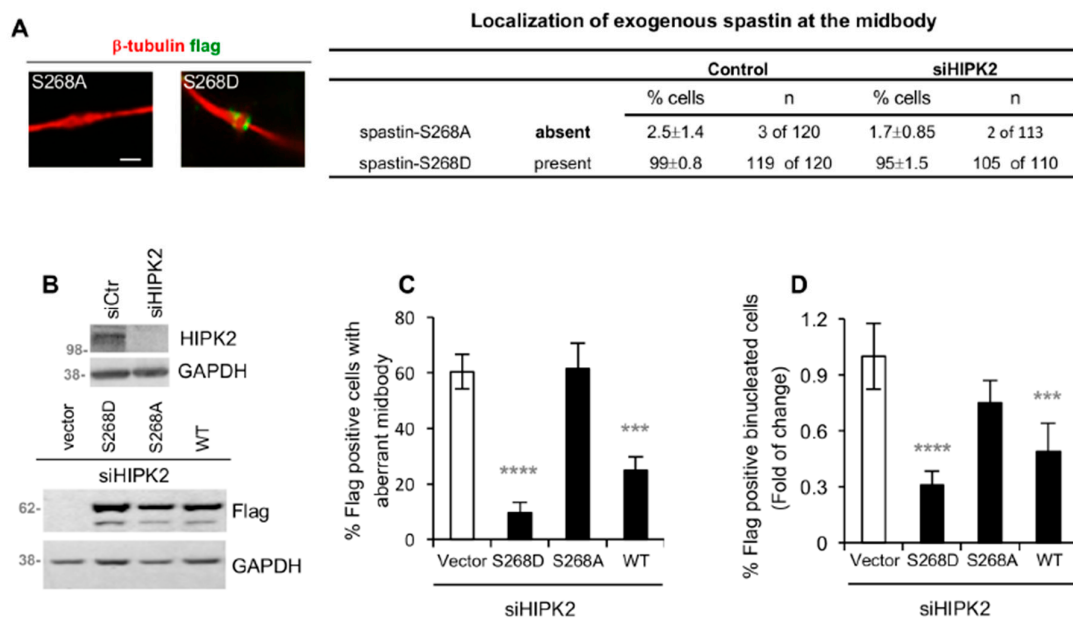 A
Localization of exogenous spastin at the midbody
β-tubulin flag
S268A
S268D
Control siHIPK2
% cells n % cells n
spastin-S268A absent 2.5±1.4 3 of 120 1.7±0.85 2 of 113
spastin-S268D present 99±0.8 119 of 120 95±1.5 105 of 110
B
siCtr
siHIPK2
98-
HIPK2
38-
GAPDH
vector
S268D
S268A
WT
siHIPK2
62-
Flag
38-
GAPDH
C
% Flag positive cells with
aberrant midbody
80
60
40
20
0
****
***
Vector S268D S268A WT
siHIPK2
D
% Flag positive binucleated cells
(Fold of change)
1.2
0.9
0.6
0.3
0
****
***
Vector S268D S268A WT
siHIPK2